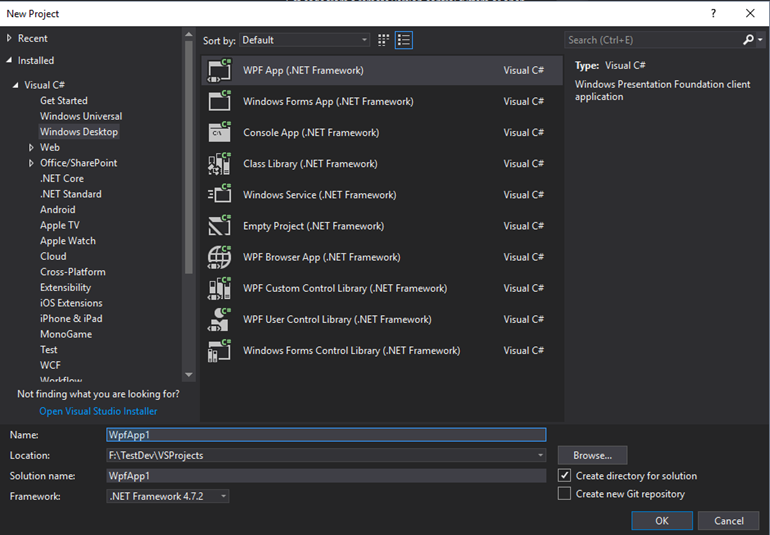 New Project
?
Recent
Installed
Visual C#
Get Started
Windows Universal
Windows Desktop
Web
Office/SharePoint
.NET Core
.NET Standard
Android
Apple TV
Apple Watch
Cloud
Cross-Platform
Extensibility
iOS Extensions
iPhone & iPad
MonoGame
Test
WCF
Workflow
Not finding what you are looking for?
Open Visual Studio Installer
Sort by: Default
WPF App (.NET Framework) Visual C#
Windows Forms App (.NET Framework) Visual C#
Console App (.NET Framework) Visual C#
Class Library (.NET Framework) Visual C#
Windows Service (.NET Framework) Visual C#
Empty Project (.NET Framework) Visual C#
WPF Browser App (.NET Framework) Visual C#
WPF Custom Control Library (.NET Framework) Visual C#
WPF User Control Library (.NET Framework) Visual C#
Windows Forms Control Library (.NET Framework) Visual C#
Search (Ctrl+E)
Type: Visual C#
Windows Presentation Foundation client
application
Name: WpfApp1
Location: F:\TestDev\VSProjects
Browse...
Solution name: WpfApp1
Create directory for solution
Framework: .NET Framework 4.7.2
Create new Git repository
OK Cancel